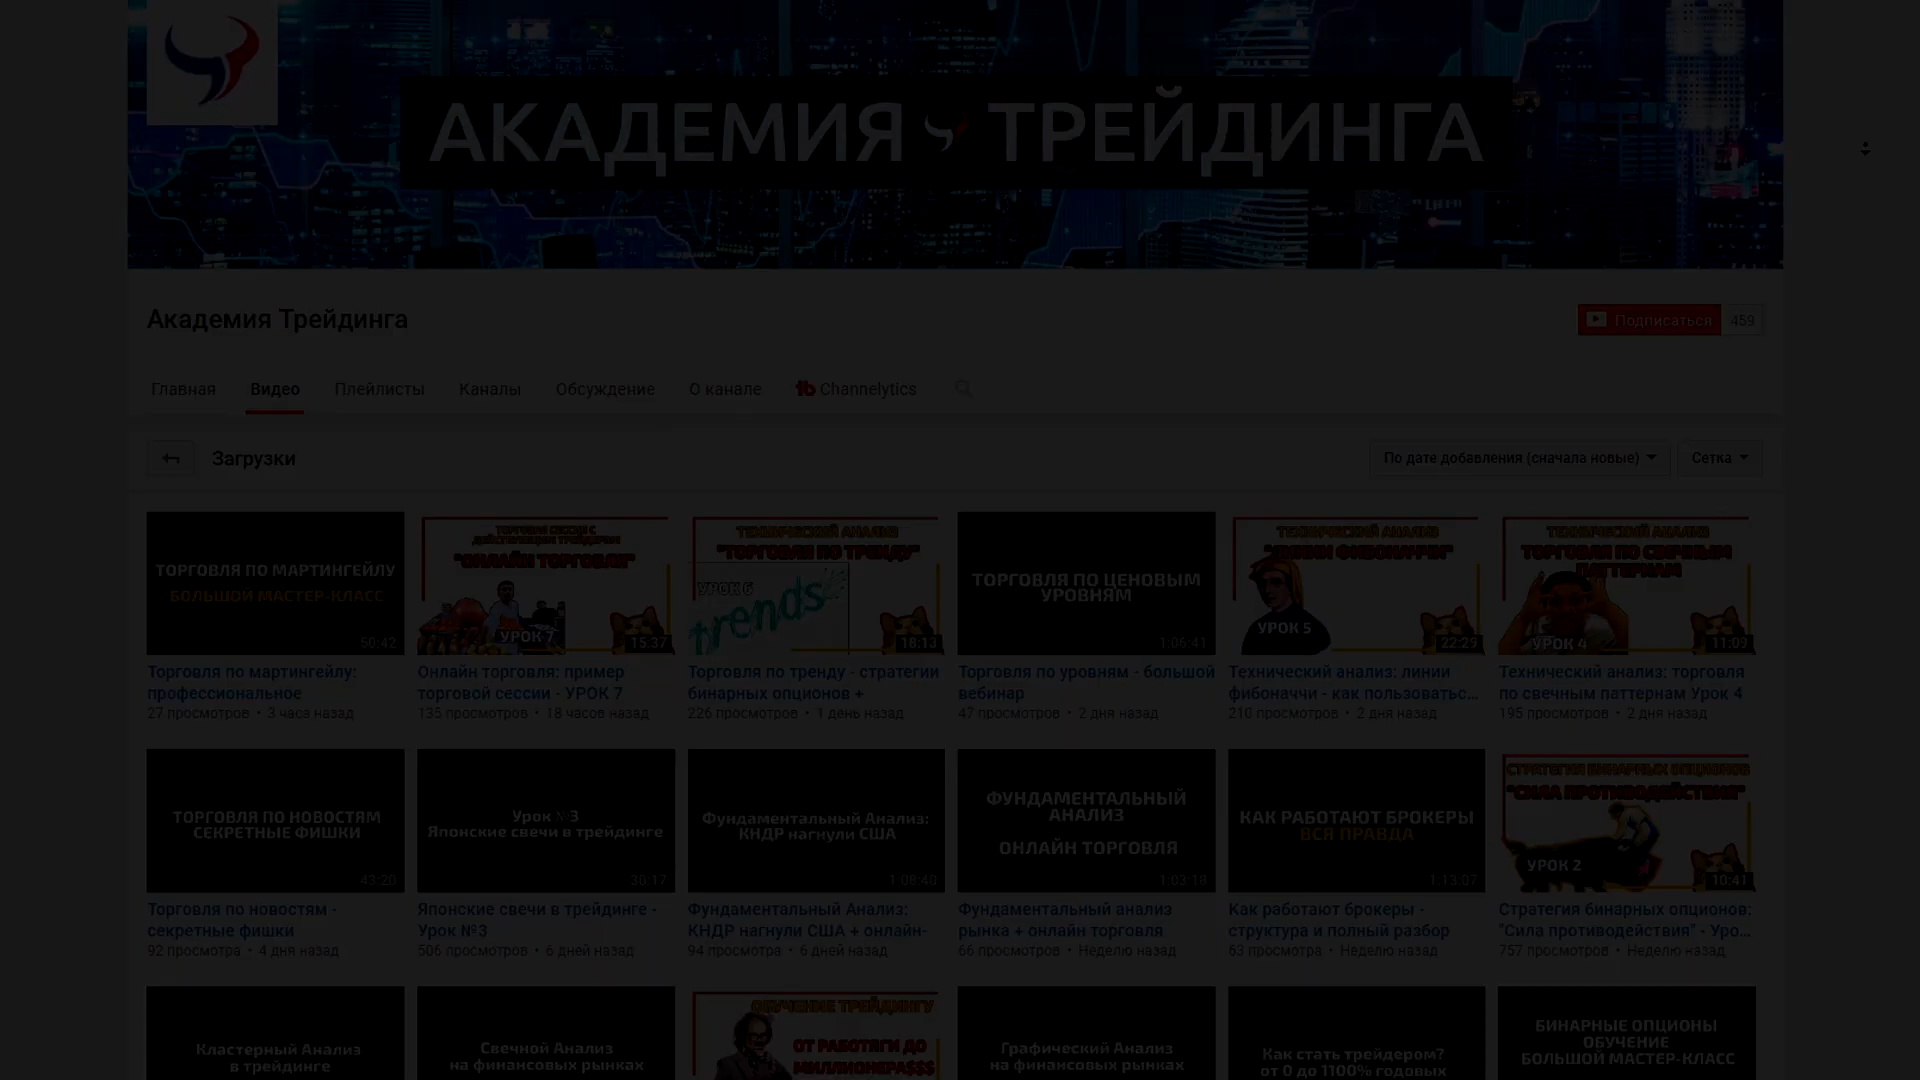 АКАДЕМИЯ ТРЕЙДИНГА
Академия Трейдинга
Подписаться 459
Главная Видео Плейлисты Каналы Обсуждение О канале Channelytics
Загрузки
По дате добавления (сначала новые) Сетка
ТОРГОВЛЯ ПО МАРТИНГЕЙЛУ
БОЛЬШОЙ МАСТЕР-КЛАСС
50:42
Торговля по мартингейлу:
профессиональное
27 просмотров • 3 часа назад
ТОРГОВАЯ СЕССИЯ С
ДЕЙСТВУЮЩИМ ТРЕЙДЕРОМ
"ОНЛАЙН ТОРГОВЛЯ"
УРОК 7
15:37
Онлайн торговля: пример
торговой сессии - УРОК 7
135 просмотров • 18 часов назад
ТЕХНИЧЕСКИЙ АНАЛИЗ
"ТОРГОВЛЯ ПО ТРЕНДУ"
УРОК 6
trends
18:13
Торговля по тренду - стратегии
бинарных опционов +
226 просмотров • 1 день назад
ТОРГОВЛЯ ПО ЦЕНОВЫМ
УРОВНЯМ
1:06:41
Торговля по уровням - большой
вебинар
47 просмотров • 2 дня назад
ТЕХНИЧЕСКИЙ АНАЛИЗ
"ЛИНИИ ФИБОНАЧЧИ"
УРОК 5
22:29
Технический анализ: линии
фибоначчи - как пользоватьс...
210 просмотров • 2 дня назад
ТЕХНИЧЕСКИЙ АНАЛИЗ
ТОРГОВЛЯ ПО СВЕЧНЫМ
ПАТТЕРНАМ
УРОК 4
11:09
Технический анализ: торговля
по свечным паттернам Урок 4
195 просмотров • 2 дня назад
ТОРГОВЛЯ ПО НОВОСТЯМ
СЕКРЕТНЫЕ ФИШКИ
43:20
Торговля по новостям -
секретные фишки
92 просмотра • 4 дня назад
Урок №3
Японские свечи в трейдинге
30:17
Японские свечи в трейдинге -
Урок №3
506 просмотров • 6 дней назад
Фундаментальный Анализ:
КНДР нагнули США
1:08:40
Фундаментальный Анализ:
КНДР нагнули США + онлайн-
94 просмотра • 6 дней назад
ФУНДАМЕНТАЛЬНЫЙ
АНАЛИЗ
ОНЛАЙН ТОРГОВЛЯ
1:03:18
Фундаментальный анализ
рынка + онлайн торговля
66 просмотров • Неделю назад
КАК РАБОТАЮТ БРОКЕРЫ
ВСЯ ПРАВДА
1:13:07
Как работают брокеры -
структура и полный разбор
63 просмотра • Неделю назад
СТРАТЕГИЯ БИНАРНЫХ ОПЦИОНОВ
"СИЛА ПРОТИВОДЕЙСТВИЯ"
УРОК 2
10:41
Стратегия бинарных опционов:
"Сила противодействия" - Уро...
757 просмотров • Неделю назад
Кластерный Анализ
в трейдинге
Свечной Анализ
на финансовых рынках
ОБУЧЕНИЕ ТРЕЙДИНГУ
ОТ РАБОТЯГИ ДО
МИЛЛИОНЕРА$$$
Графический Анализ
на финансовых рынках
Как стать трейдером?
от 0 до 1100% годовых
БИНАРНЫЕ ОПЦИОНЫ
ОБУЧЕНИЕ
БОЛЬШОЙ МАСТЕР-КЛАСС